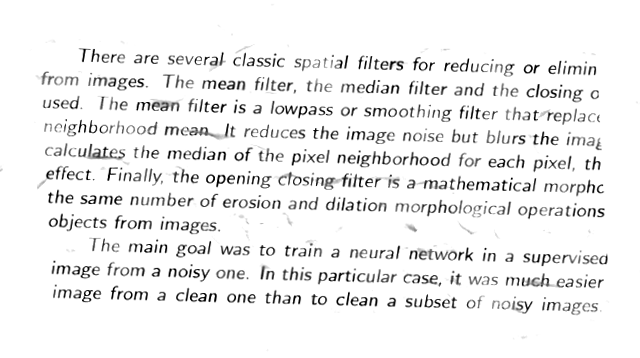 There are several classic spatial filters for reducing or elimin
from images. The mean filter, the median filter and the closing o
used. The mean filter is a lowpass or smoothing filter that replac
neighborhood mean. It reduces the image noise but blurs the imag
calculates the median of the pixel neighborhood for each pixel, th
effect. Finally, the opening closing filter is a mathematical morpho
the same number of erosion and dilation morphological operations
objects from images.
The main goal was to train a neural network in a supervised
image from a noisy one. In this particular case, it was much easier
image from a clean one than to clean a subset of noisy images.